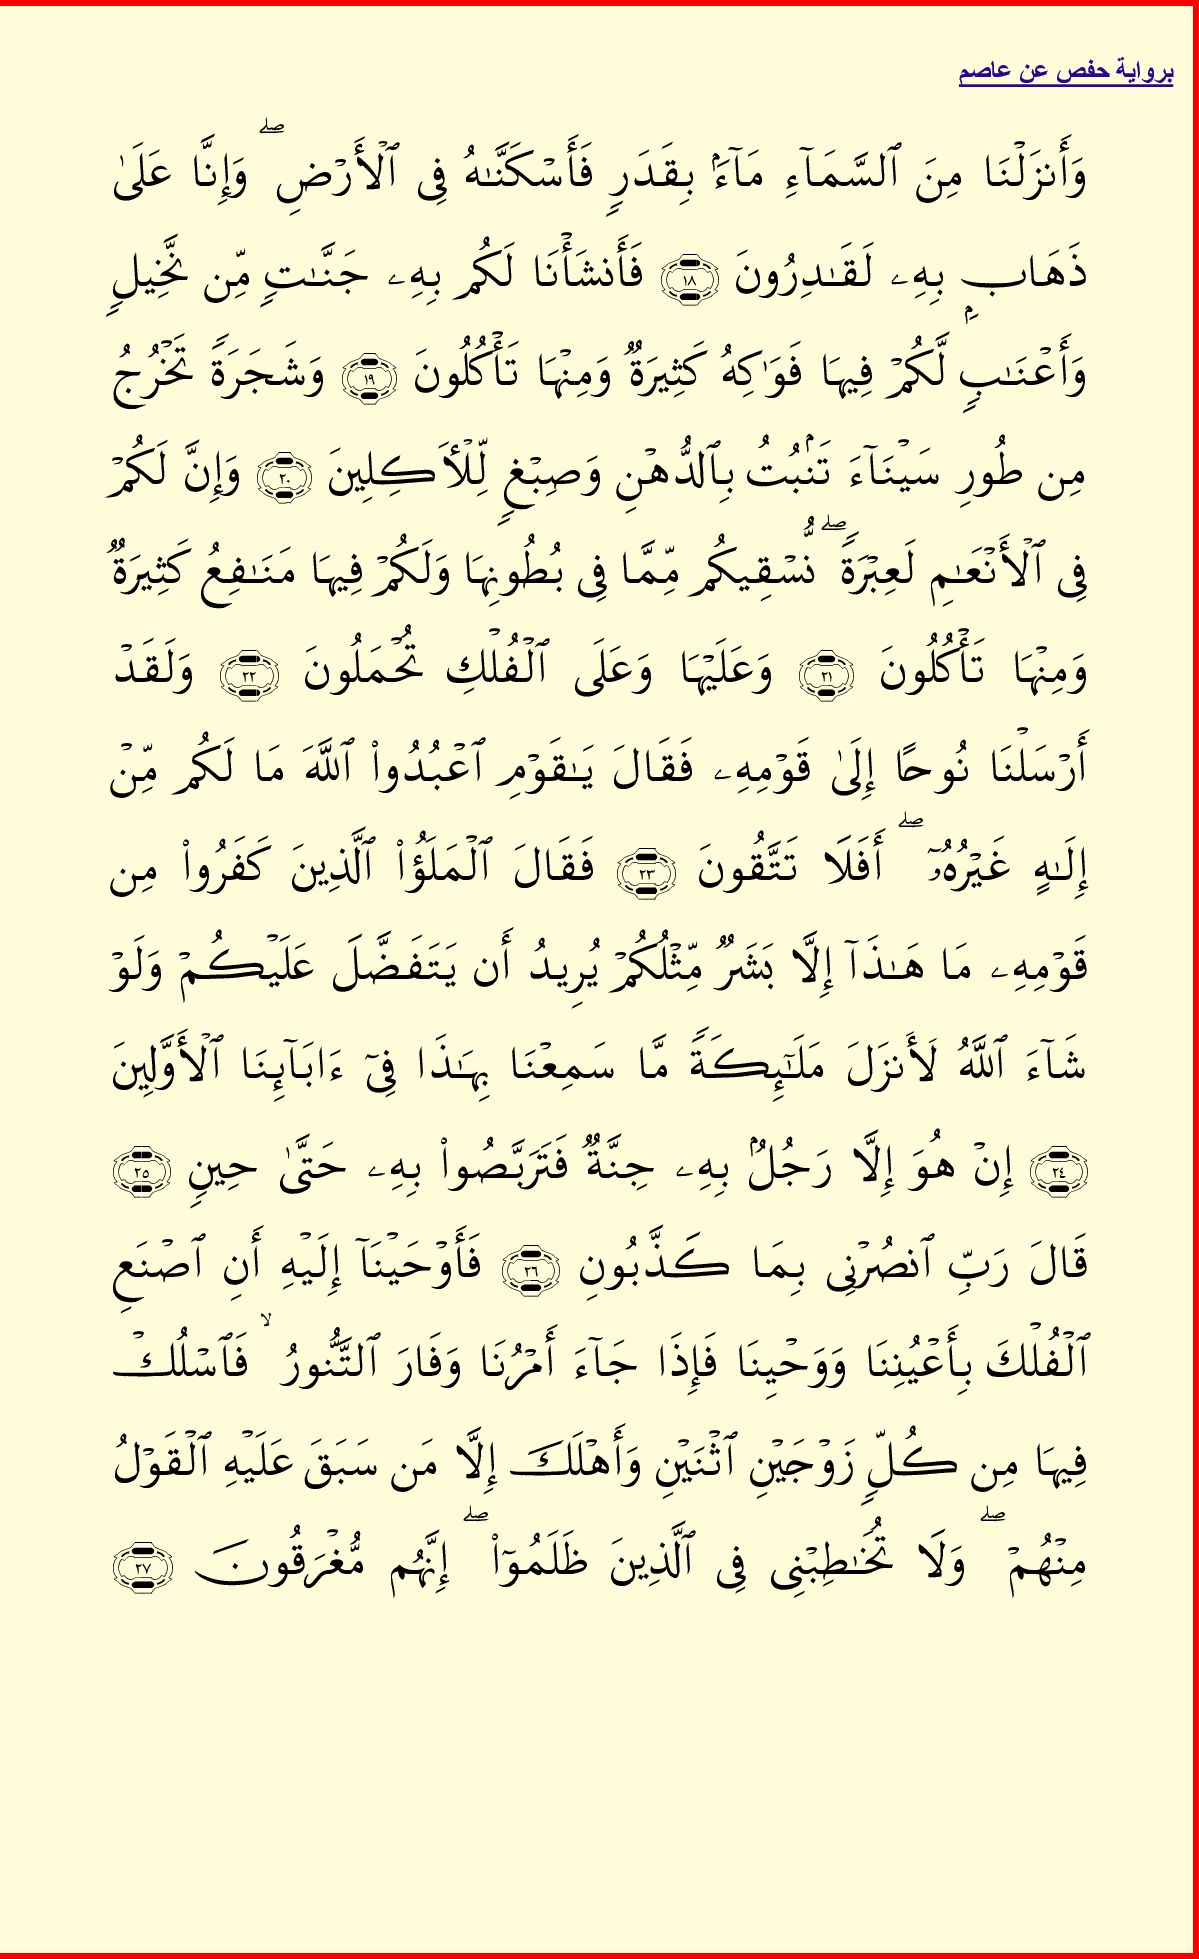 برواية حفص عن عاصم
وَأَنزَلْنَا مِنَ ٱلسَّمَآءِ مَآءًۢ بِقَدَرٍ فَأَسْكَنَّـٰهُ فِى ٱلْأَرْضِ ۖ وَإِنَّا عَلَىٰ
ذَهَابٍۭ بِهِۦ لَقَـٰدِرُونَ ١٨ فَأَنشَأْنَا لَكُم بِهِۦ جَنَّـٰتٍ مِّن نَّخِيلٍ
وَأَعْنَـٰبٍ لَّكُمْ فِيهَا فَوَٰكِهُ كَثِيرَةٌ وَمِنْهَا تَأْكُلُونَ ١٩ وَشَجَرَةً تَخْرُجُ
مِن طُورِ سَيْنَآءَ تَنۢبُتُ بِٱلدُّهْنِ وَصِبْغٍ لِّلْـَٔاكِلِينَ ٢٠ وَإِنَّ لَكُمْ
فِى ٱلْأَنْعَـٰمِ لَعِبْرَةً ۖ نُّسْقِيكُم مِّمَّا فِى بُطُونِهَا وَلَكُمْ فِيهَا مَنَـٰفِعُ كَثِيرَةٌ
وَمِنْهَا تَأْكُلُونَ ٢١ وَعَلَيْهَا وَعَلَى ٱلْفُلْكِ تُحْمَلُونَ ٢٢ وَلَقَدْ
أَرْسَلْنَا نُوحًا إِلَىٰ قَوْمِهِۦ فَقَالَ يَـٰقَوْمِ ٱعْبُدُوا۟ ٱللَّهَ مَا لَكُم مِّنْ
إِلَـٰهٍ غَيْرُهُۥٓ ۖ أَفَلَا تَتَّقُونَ ٢٣ فَقَالَ ٱلْمَلَؤُا۟ ٱلَّذِينَ كَفَرُوا۟ مِن
قَوْمِهِۦ مَا هَـٰذَآ إِلَّا بَشَرٌ مِّثْلُكُمْ يُرِيدُ أَن يَتَفَضَّلَ عَلَيْكُمْ وَلَوْ
شَآءَ ٱللَّهُ لَأَنزَلَ مَلَـٰٓئِكَةً مَّا سَمِعْنَا بِهَـٰذَا فِىٓ ءَابَآئِنَا ٱلْأَوَّلِينَ
٢٤ إِنْ هُوَ إِلَّا رَجُلٌۢ بِهِۦ جِنَّةٌ فَتَرَبَّصُوا۟ بِهِۦ حَتَّىٰ حِينٍ ٢٥
قَالَ رَبِّ ٱنصُرْنِى بِمَا كَذَّبُونِ ٢٦ فَأَوْحَيْنَآ إِلَيْهِ أَنِ ٱصْنَعِ
ٱلْفُلْكَ بِأَعْيُنِنَا وَوَحْيِنَا فَإِذَا جَآءَ أَمْرُنَا وَفَارَ ٱلتَّنُّورُ ۙ فَٱسْلُكْ
فِيهَا مِن كُلٍّ زَوْجَيْنِ ٱثْنَيْنِ وَأَهْلَكَ إِلَّا مَن سَبَقَ عَلَيْهِ ٱلْقَوْلُ
مِنْهُمْ ۖ وَلَا تُخَـٰطِبْنِى فِى ٱلَّذِينَ ظَلَمُوٓا۟ ۖ إِنَّهُم مُّغْرَقُونَ ٢٧